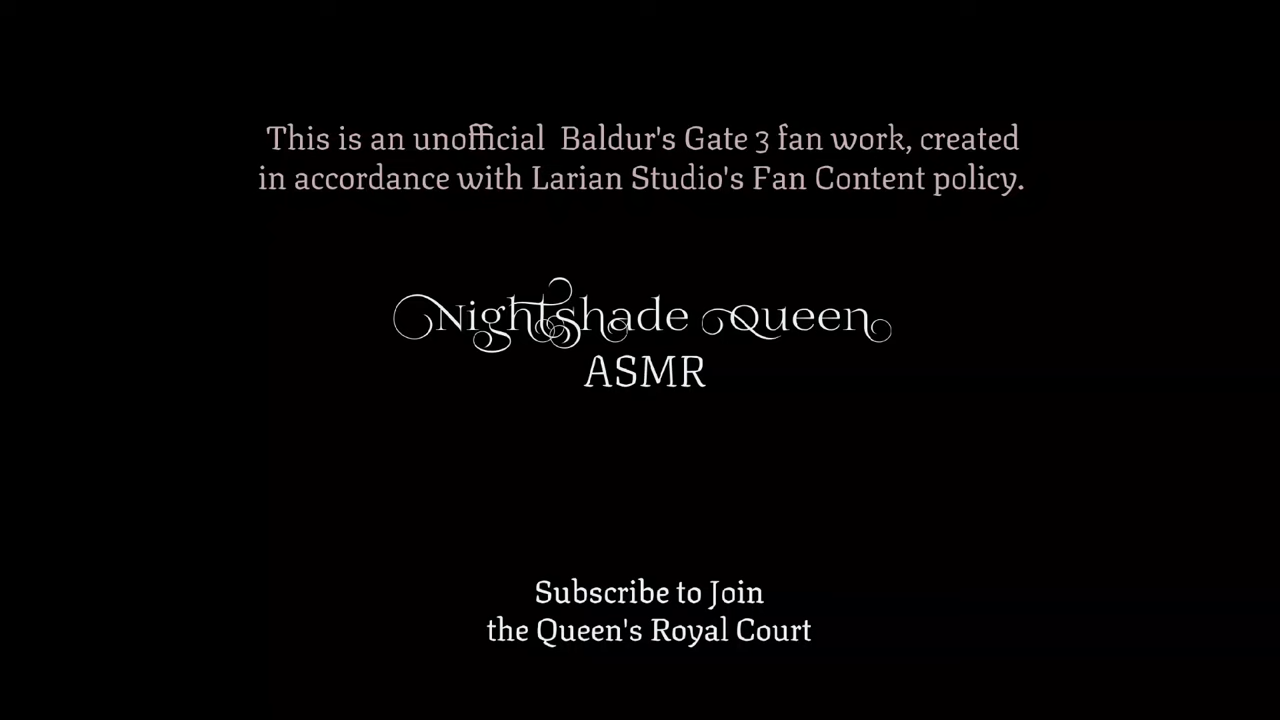 This is an unofficial  Baldur's Gate 3 fan work, created
in accordance with Larian Studio's Fan Content policy.
Nightshade Queen
ASMR
Subscribe to Join
the Queen's Royal Court